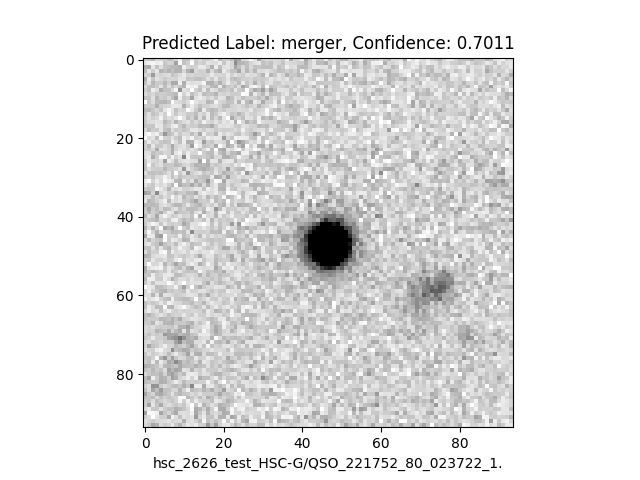 Predicted Label: merger, Confidence: 0.7011
0
20
40
60
80
0 20 40 60 80
hsc_2626_test_HSC-G/QSO_221752_80_023722_1.